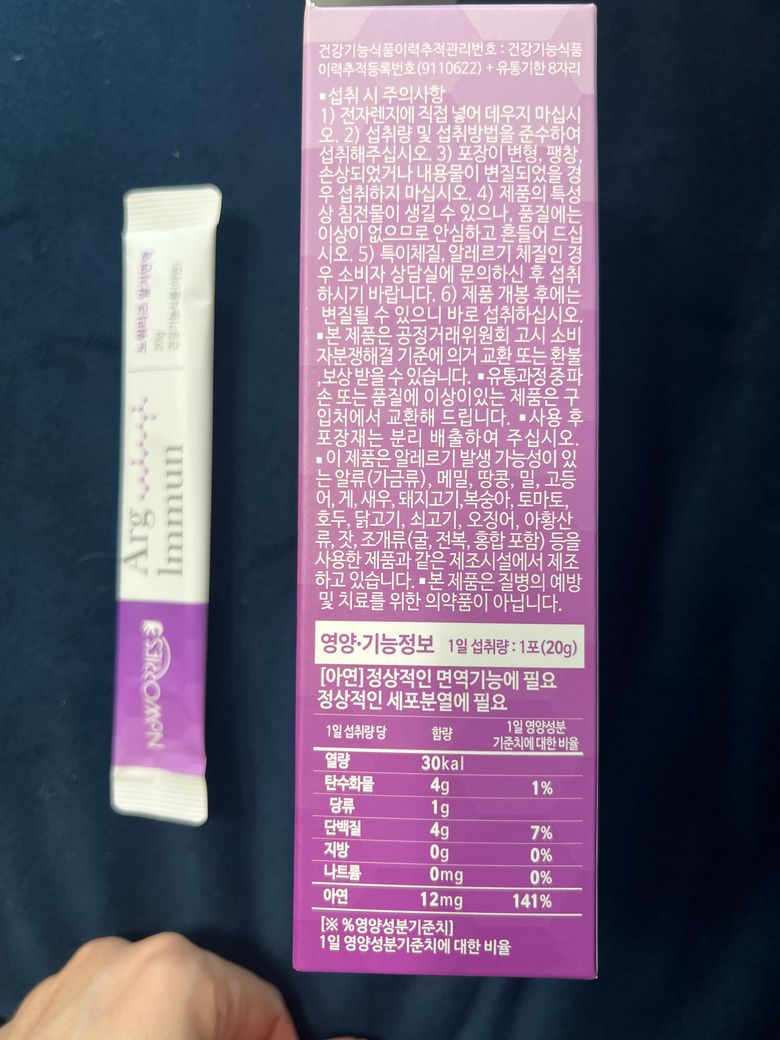 건강기능식품이력추적관리번호 : 건강기능식품
이력추적등록번호(9110622) + 유통기한 8자리
▪섭취 시 주의사항
1) 전자렌지에 직접 넣어 데우지 마십시
오. 2) 섭취량 및 섭취방법을 준수하여
섭취해주십시오. 3) 포장이 변형, 팽창,
손상되었거나 내용물이 변질되었을 경
우 섭취하지 마십시오. 4) 제품의 특성
상 침전물이 생길 수 있으나, 품질에는
이상이 없으므로 안심하고 흔들어 드십
시오. 5) 특이체질, 알레르기 체질인 경
우 소비자 상담실에 문의하신 후 섭취
하시기 바랍니다. 6) 제품 개봉 후에는
변질될 수 있으니 바로 섭취하십시오.
▪본 제품은 공정거래위원회 고시 소비
자분쟁해결 기준에 의거 교환 또는 환불
,보상 받을 수 있습니다. ▪유통과정 중 파
손 또는 품질에 이상이있는 제품은 구
입처에서 교환해 드립니다. ▪사용 후
포장재는 분리 배출하여 주십시오.
▪이 제품은 알레르기 발생 가능성이 있
는 알류(가금류), 메밀, 땅콩, 밀, 고등
어, 게, 새우, 돼지고기,복숭아, 토마토,
호두, 닭고기, 쇠고기, 오징어, 아황산
류, 잣, 조개류(굴, 전복, 홍합 포함) 등을
사용한 제품과 같은 제조시설에서 제조
하고 있습니다. ▪본 제품은 질병의 예방
및 치료를 위한 의약품이 아닙니다.
영양·기능정보 1일 섭취량 : 1포(20g)
[아연]정상적인 면역기능에 필요
정상적인 세포분열에 필요
1일 섭취량 당 함량 1일 영양성분
기준치에 대한 비율
열량 30kal
탄수화물 4g 1%
당류 1g
단백질 4g 7%
지방 0g 0%
나트륨 0mg 0%
아연 12mg 141%
[※ %영양성분기준치]
1일 영양성분기준치에 대한 비율
NoWORRIES
Arg
Immun
노워리즈 알지면역
20g
건강기능식품(아연)